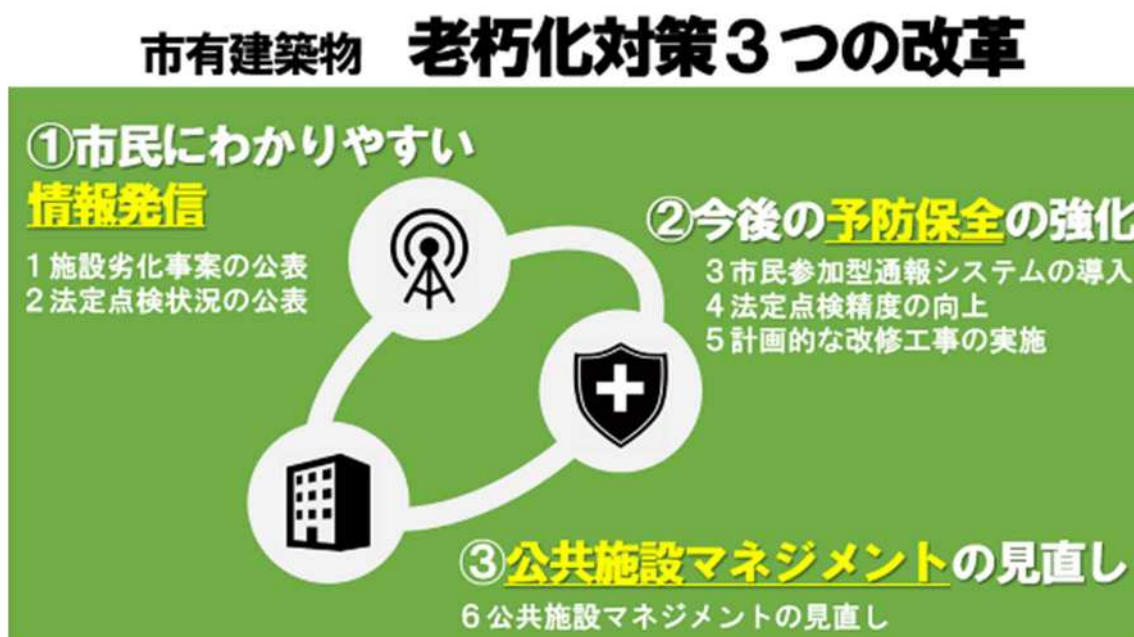 市有建築物 老朽化対策３つの改革
①市民にわかりやすい
情報発信
1施設劣化事案の公表
2法定点検状況の公表
②今後の予防保全の強化
3市民参加型通報システムの導入
4法定点検精度の向上
5計画的な改修工事の実施
③公共施設マネジメントの見直し
6公共施設マネジメントの見直し